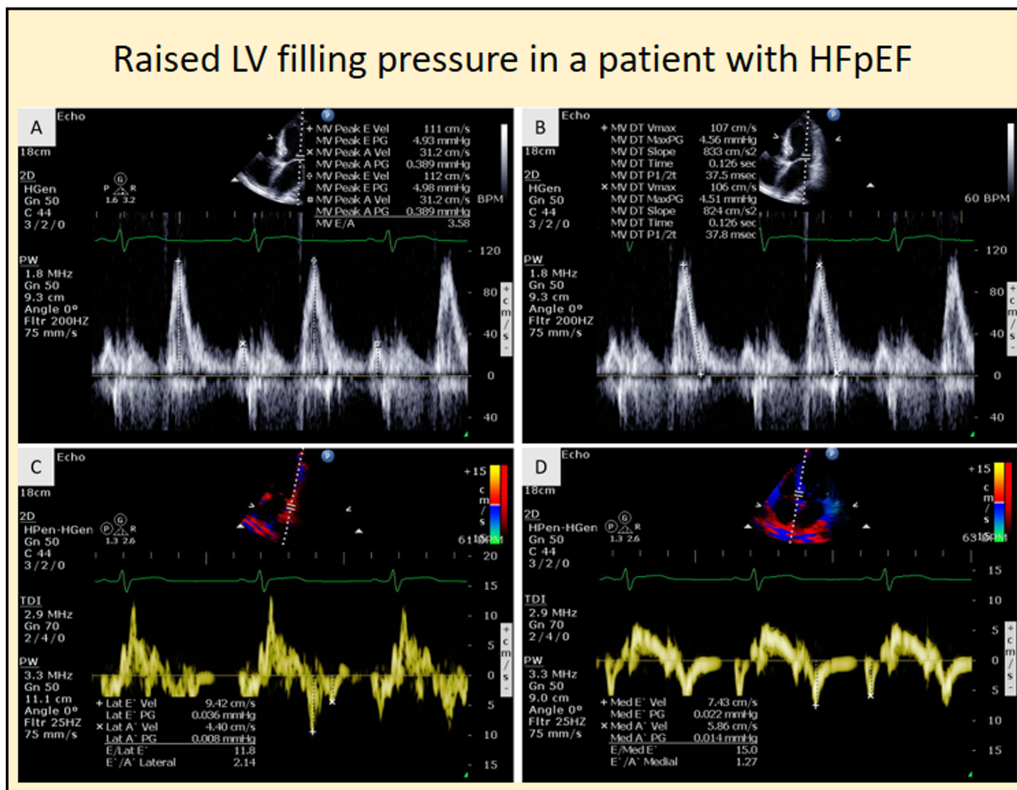 Raised LV filling pressure in a patient with HFpEF
A
Echo
P
+ MV Peak E Vel 111 cm/s
MV Peak E PG 4.93 mmHg
× MV Peak A Vel 31.2 cm/s
MV Peak A PG 0.389 mmHg
MV Peak E Vel 112 cm/s
MV Peak E PG 4.98 mmHg
MV Peak A Vel 31.2 cm/s
MV Peak A PG 0.389 mmHg
MV E/A 3.58
BPM
18cm
2D
HGen
Gn 50
C 44
3/2/0
G
P R
1.6 3.2
PW
1.8 MHz
Gn 50
9.3 cm
Angle 0°
Fltr 200HZ
75 mm/s
120
80
40
0
40
+
cm/s
-
B
Echo
P
+ MV DT Vmax 107 cm/s
MV DT MaxPG 4.56 mmHg
MV DT Slope 833 cm/s2
MV DT Time 0.126 sec
MV DT P1/2t 37.5 msec
× MV DT Vmax 106 cm/s
MV DT MaxPG 4.51 mmHg
MV DT Slope 824 cm/s2
MV DT Time 0.126 sec
MV DT P1/2t 37.8 msec
60 BPM
18cm
2D
HGen
Gn 50
C 44
3/2/0
PW
1.8 MHz
Gn 50
9.3 cm
Angle 0°
Fltr 200HZ
75 mm/s
120
80
40
0
40
+
cm/s
-
C
Echo
P
18cm
2D
HPen-HGen
Gn 50
C 44
3/2/0
G
P R
1.3 2.6
+15
cm/s
TDI
2.9 MHz
Gn 70
2/4/0
PW
3.3 MHz
Gn 50
11.1 cm
Angle 0°
Fltr 25HZ
75 mm/s
20
15
10
5
0
5
10
15
+
cm/s
-
+ Lat E` Vel 9.42 cm/s
Lat E` PG 0.036 mmHg
× Lat A` Vel 4.40 cm/s
Lat A` PG 0.008 mmHg
E/Lat E` 11.8
E`/A` Lateral 2.14
D
Echo
P
18cm
2D
HPen-HGen
Gn 50
C 44
3/2/0
G
P R
1.3 2.6
+15
cm/s
TDI
2.9 MHz
Gn 70
2/4/0
PW
3.3 MHz
Gn 50
9.0 cm
Angle 0°
Fltr 25HZ
75 mm/s
15
10
5
0
5
10
15
+
cm/s
-
+ Med E` Vel 7.43 cm/s
Med E` PG 0.022 mmHg
× Med A` Vel 5.86 cm/s
Med A` PG 0.014 mmHg
E/Med E` 15.0
E`/A` Medial 1.27